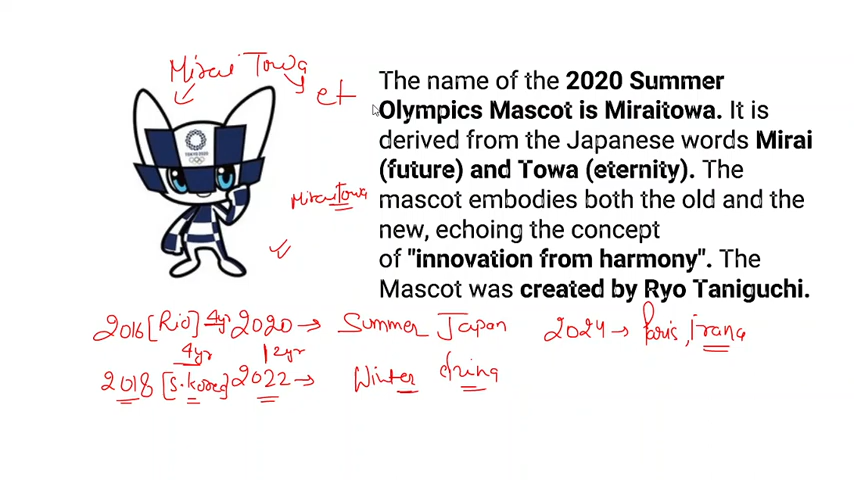 Mirai Towa
et
The name of the 2020 Summer
Olympics Mascot is Miraitowa. It is
derived from the Japanese words Mirai
(future) and Towa (eternity). The
mascot embodies both the old and the
new, echoing the concept
of "innovation from harmony". The
Mascot was created by Ryo Taniguchi.
TOKYO 2020
MiraiTowa
2016 [Rio] 4yr 2020 → Summer Japan 2024 → Paris,
4yr 2yr
2018 [S.Korea] 2022 → Winter China